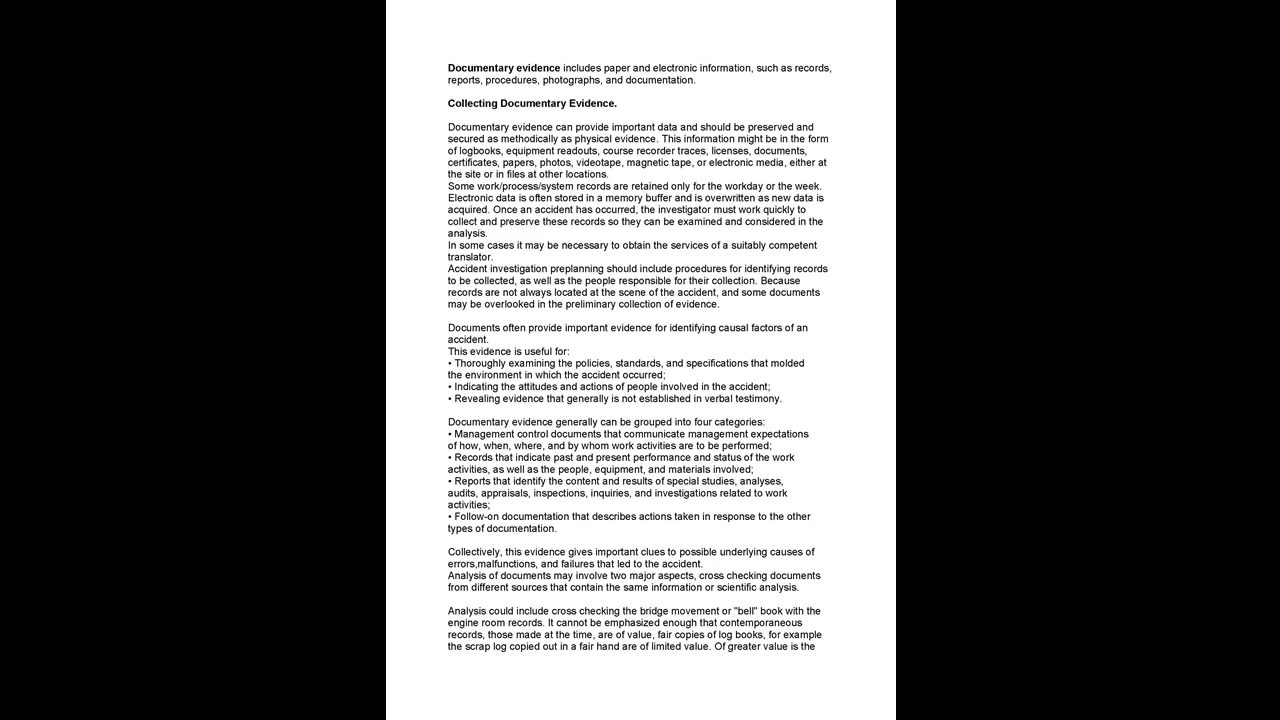 Documentary evidence includes paper and electronic information, such as records,
reports, procedures, photographs, and documentation.
Collecting Documentary Evidence.
Documentary evidence can provide important data and should be preserved and
secured as methodically as physical evidence. This information might be in the form
of logbooks, equipment readouts, course recorder traces, licenses, documents,
certificates, papers, photos, videotape, magnetic tape, or electronic media, either at
the site or in files at other locations.
Some work/process/system records are retained only for the workday or the week.
Electronic data is often stored in a memory buffer and is overwritten as new data is
acquired. Once an accident has occurred, the investigator must work quickly to
collect and preserve these records so they can be examined and considered in the
analysis.
In some cases it may be necessary to obtain the services of a suitably competent
translator.
Accident investigation preplanning should include procedures for identifying records
to be collected, as well as the people responsible for their collection. Because
records are not always located at the scene of the accident, and some documents
may be overlooked in the preliminary collection of evidence.
Documents often provide important evidence for identifying causal factors of an
accident.
This evidence is useful for:
• Thoroughly examining the policies, standards, and specifications that molded
the environment in which the accident occurred;
• Indicating the attitudes and actions of people involved in the accident;
• Revealing evidence that generally is not established in verbal testimony.
Documentary evidence generally can be grouped into four categories:
• Management control documents that communicate management expectations
of how, when, where, and by whom work activities are to be performed;
• Records that indicate past and present performance and status of the work
activities, as well as the people, equipment, and materials involved;
• Reports that identify the content and results of special studies, analyses,
audits, appraisals, inspections, inquiries, and investigations related to work
activities;
• Follow-on documentation that describes actions taken in response to the other
types of documentation.
Collectively, this evidence gives important clues to possible underlying causes of
errors,malfunctions, and failures that led to the accident.
Analysis of documents may involve two major aspects, cross checking documents
from different sources that contain the same information or scientific analysis.
Analysis could include cross checking the bridge movement or "bell" book with the
engine room records. It cannot be emphasized enough that contemporaneous
records, those made at the time, are of value, fair copies of log books, for example
the scrap log copied out in a fair hand are of limited value. Of greater value is the